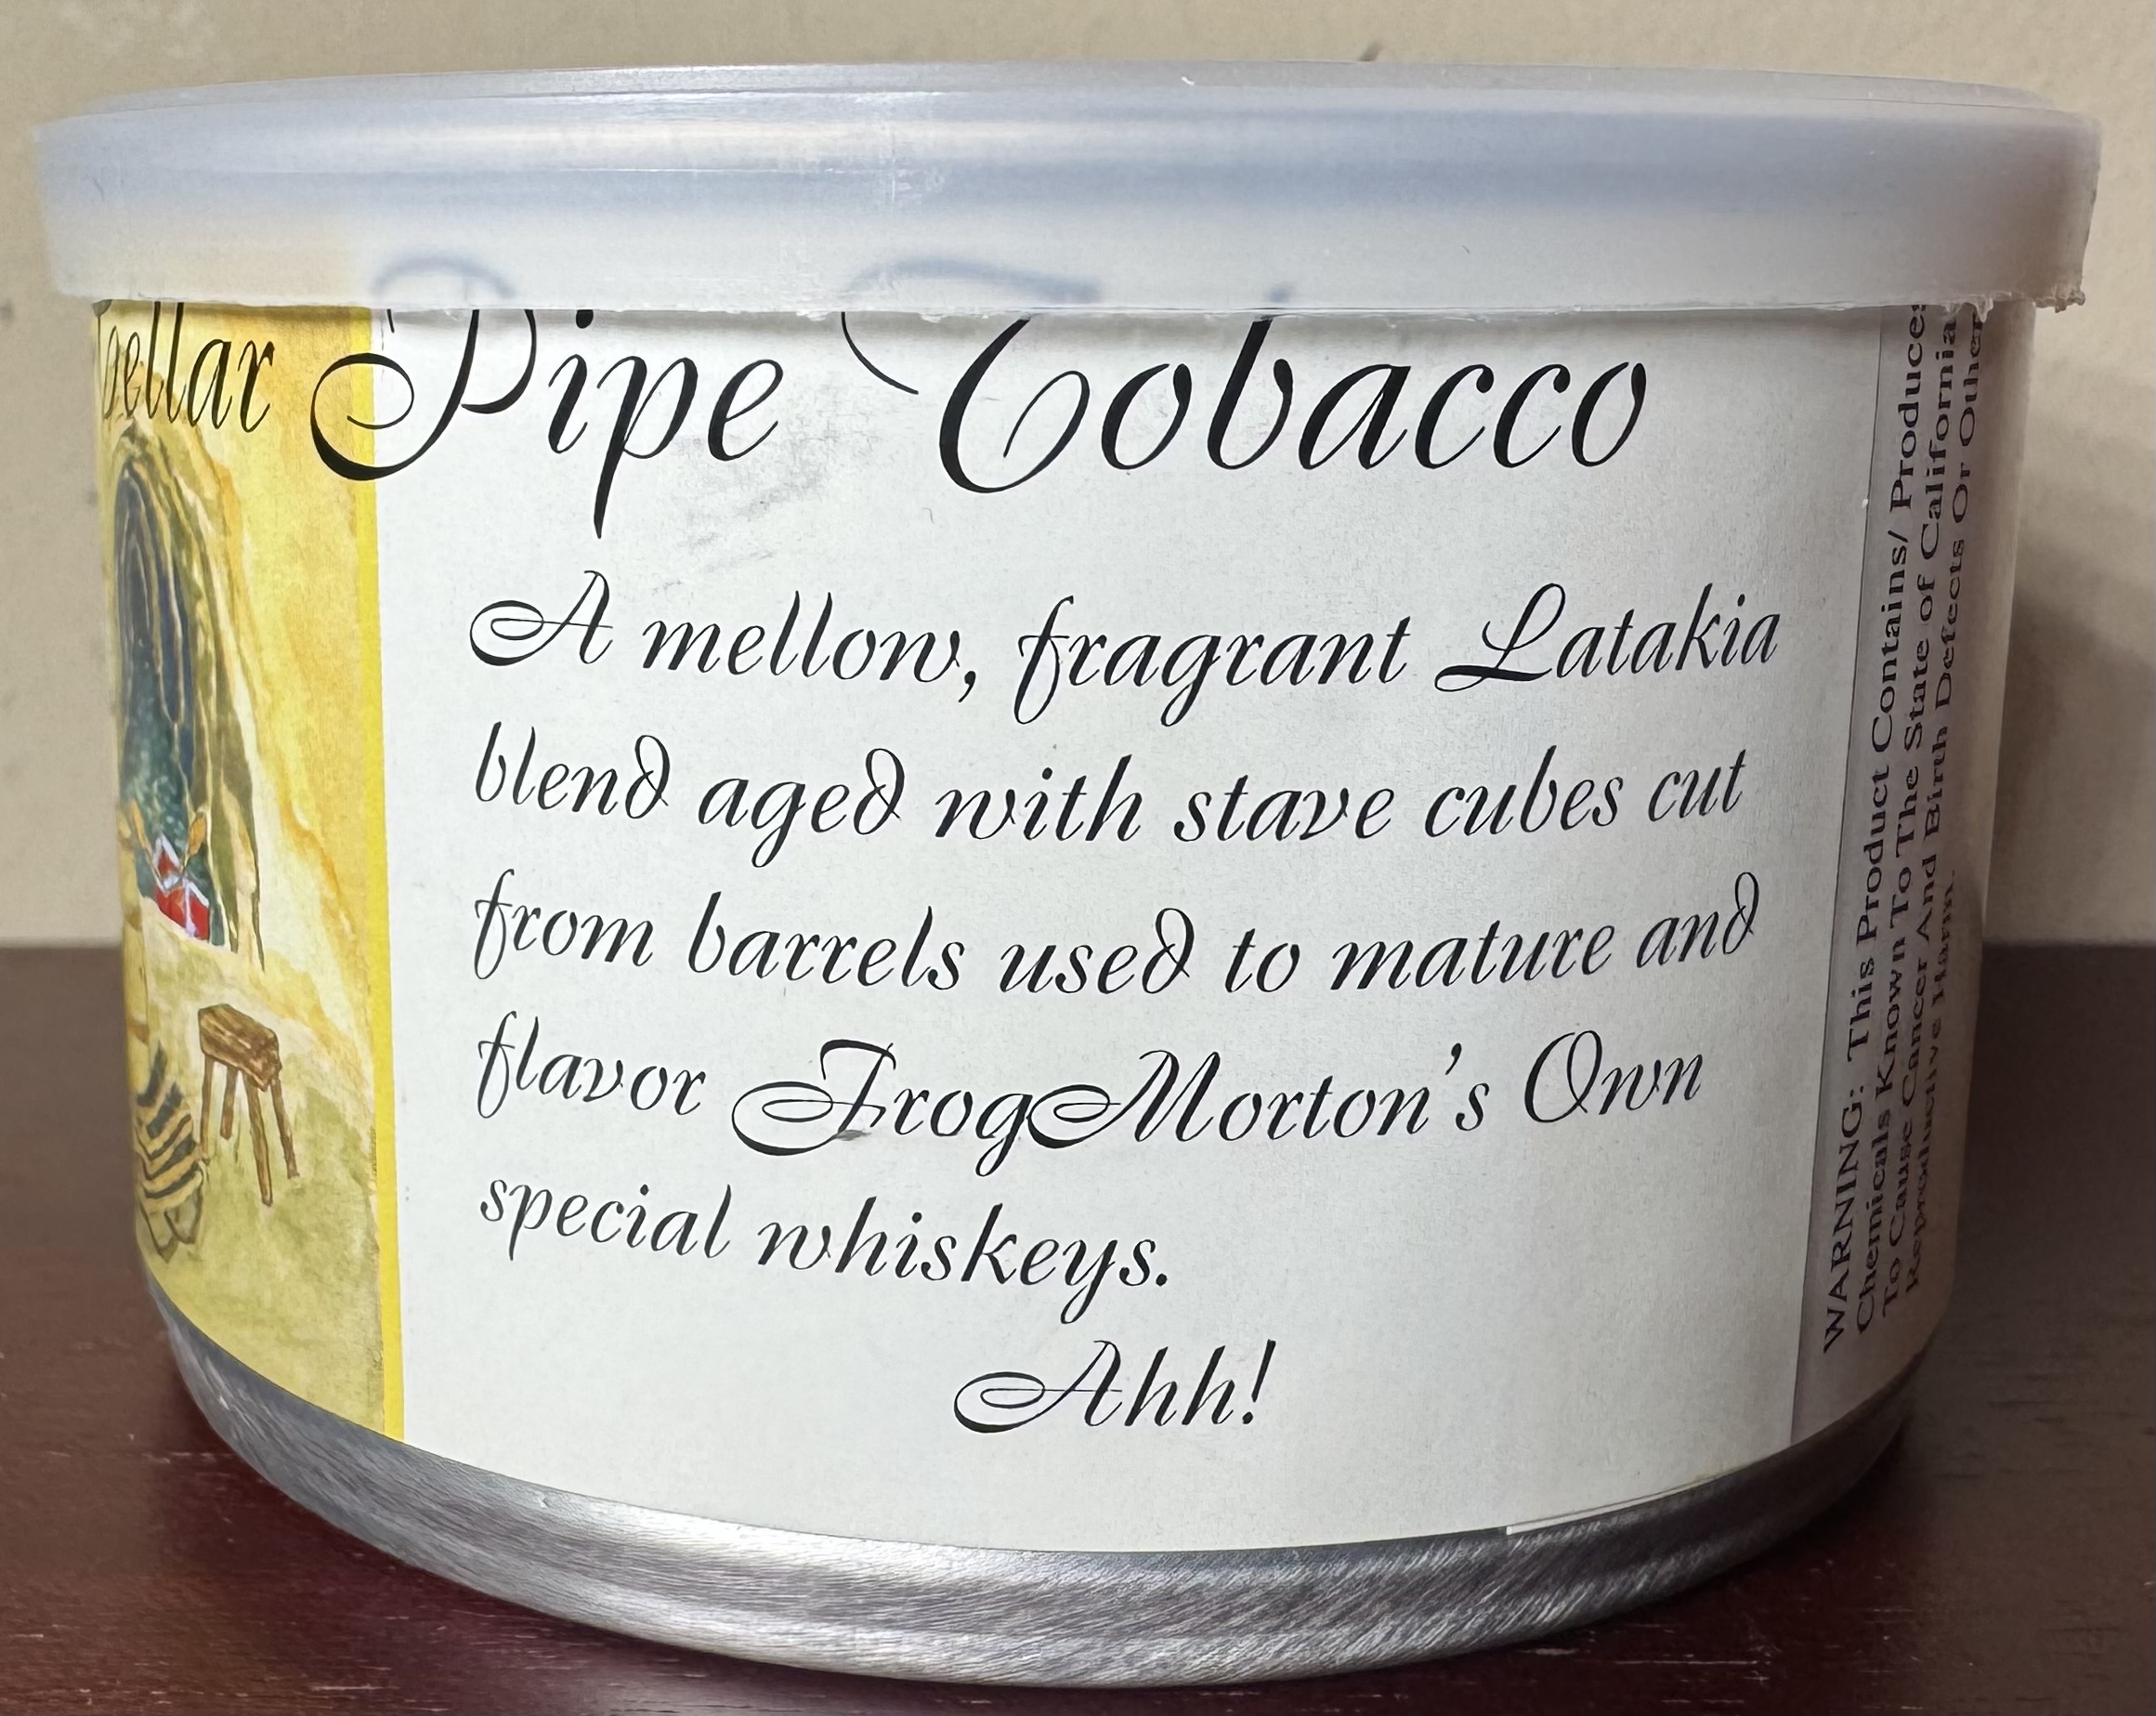 Cellar Pipe Tobacco
A mellow, fragrant Latakia
blend aged with stave cubes cut
from barrels used to mature and
flavor FrogMorton's Own
special whiskeys.
Ahh!
WARNING: This Product Contains/ Produces
Chemicals Known To The State of California
To Cause Cancer And Birth Defects Or Other
Reproductive Harm.